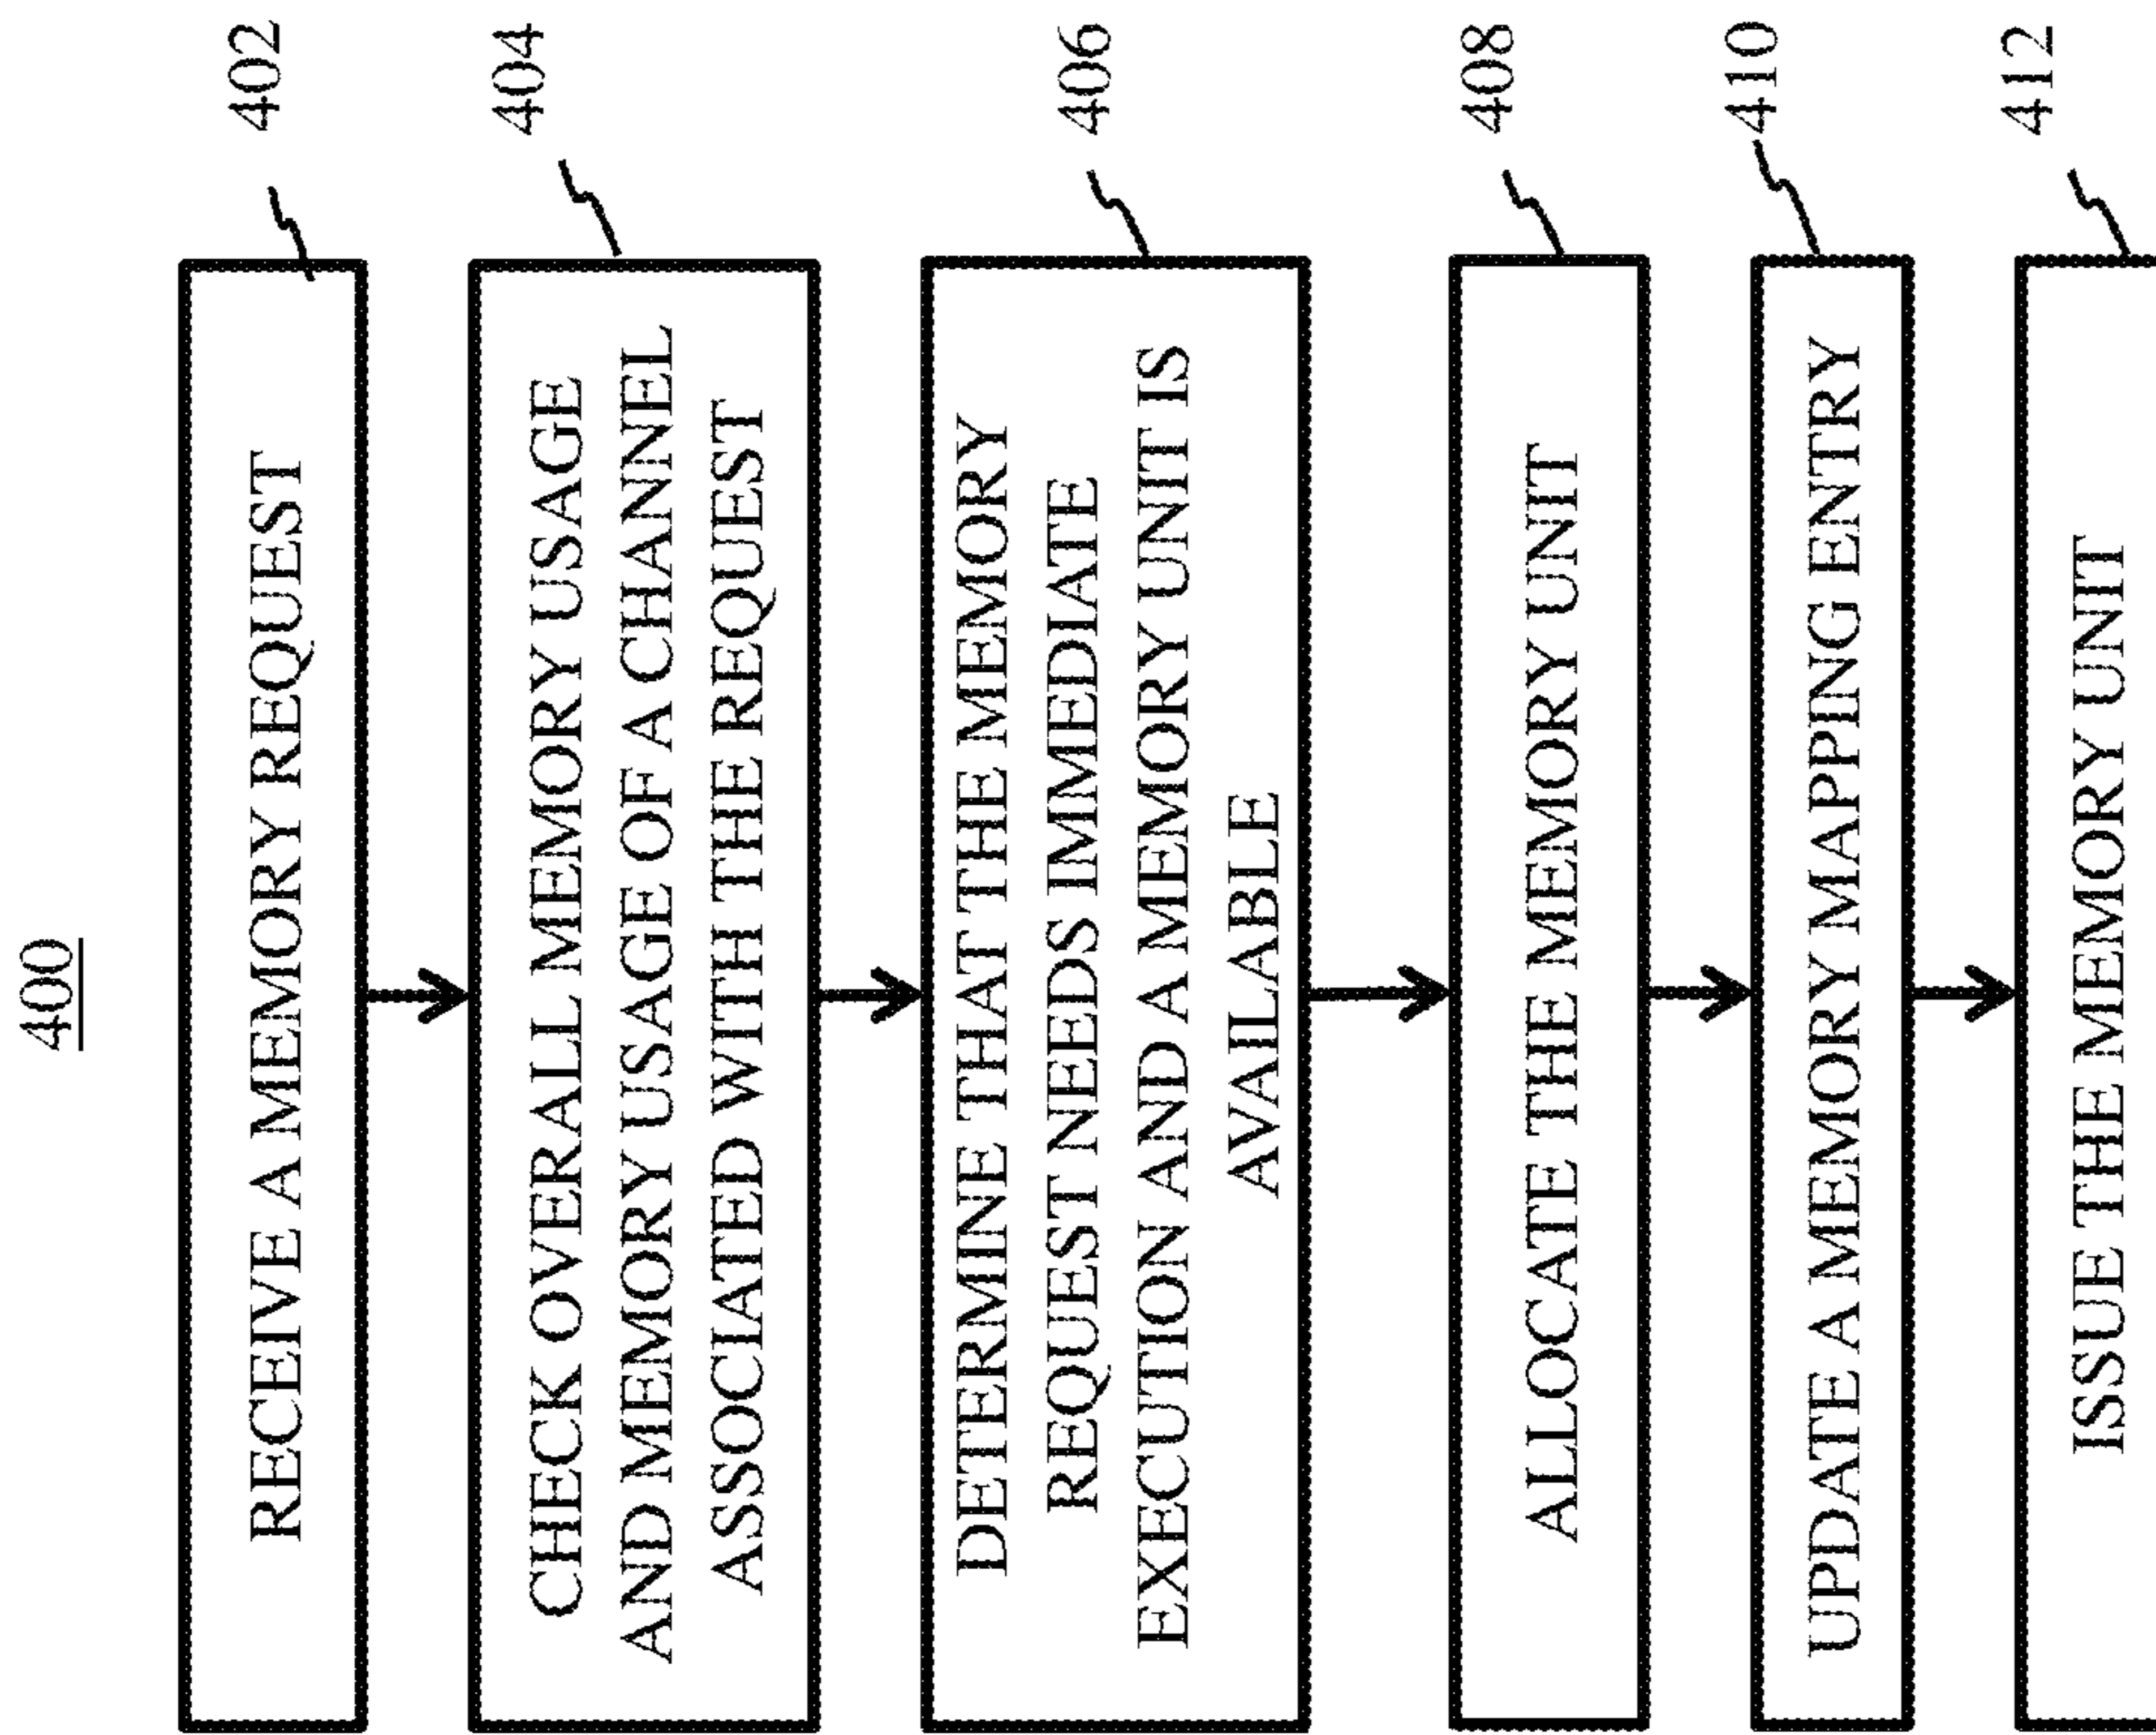 400
RECEIVE A MEMORY REQUEST
402
CHECK OVERALL MEMORY USAGE
AND MEMORY USAGE OF A CHANNEL
ASSOCIATED WITH THE REQUEST
404
DETERMINE THAT THE MEMORY
REQUEST NEEDS IMMEDIATE
EXECUTION AND A MEMORY UNIT IS
AVAILABLE
406
ALLOCATE THE MEMORY UNIT
408
UPDATE A MEMORY MAPPING ENTRY
410
ISSUE THE MEMORY UNIT
412